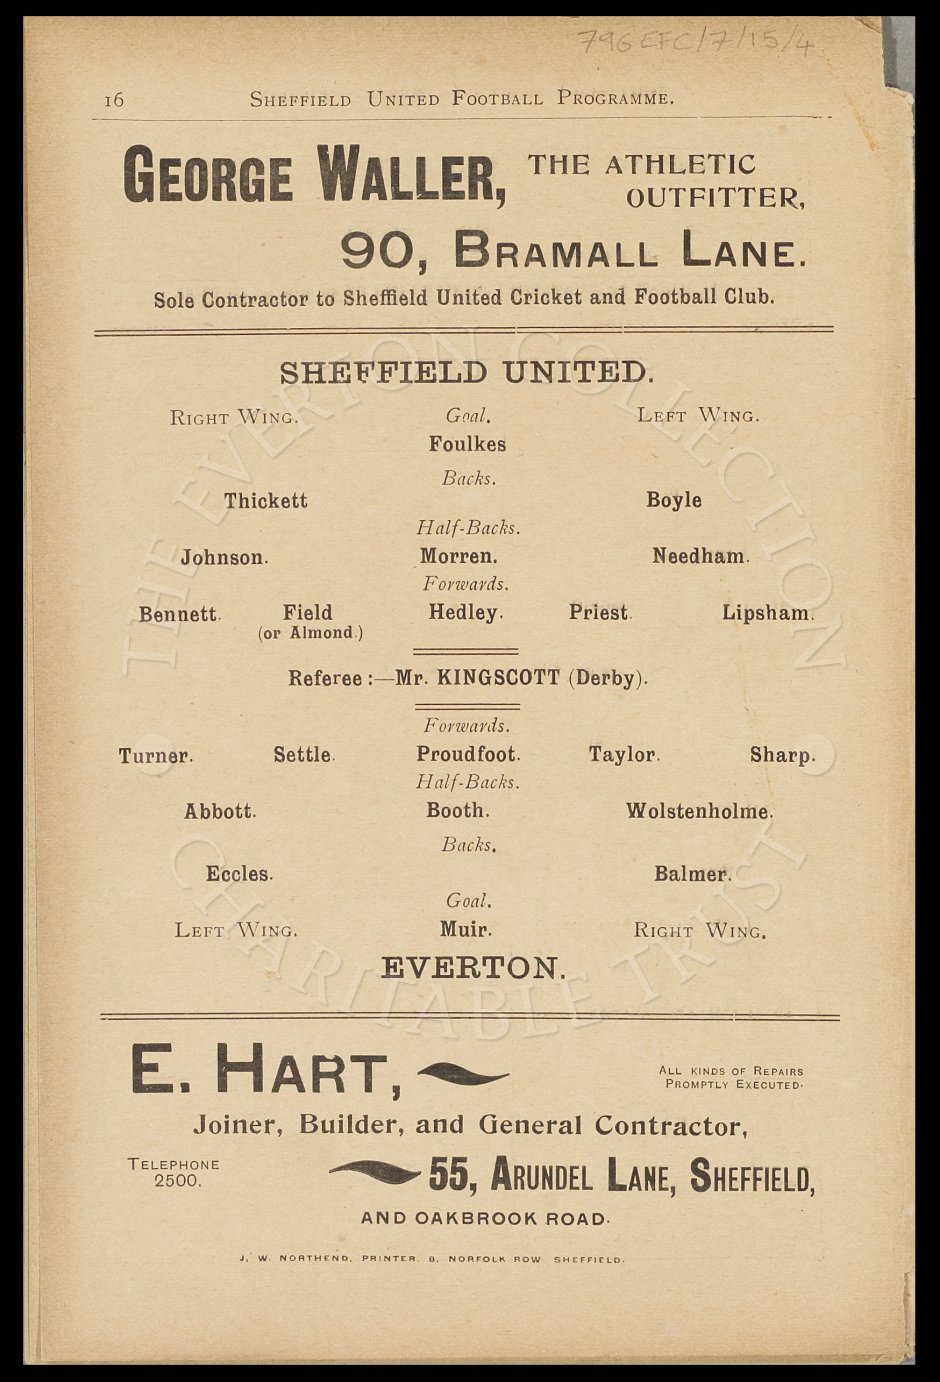 796 EFC/7/15/4
16 SHEFFIELD UNITED FOOTBALL PROGRAMME.
GEORGE WALLER, THE ATHLETIC
OUTFITTER,
90, BRAMALL LANE.
Sole Contractor to Sheffield United Cricket and Football Club.
SHEFFIELD UNITED.
RIGHT WING. Goal. LEFT WING.
Foulkes
Backs.
Thickett Boyle
Half-Backs.
Johnson. Morren. Needham.
Forwards.
Bennett. Field Hedley. Priest. Lipsham.
(or Almond.)
Referee:—Mr. KINGSCOTT (Derby).
Forwards.
Turner. Settle. Proudfoot. Taylor. Sharp.
Half-Backs.
Abbott. Booth. Wolstenholme.
Backs.
Eccles. Balmer.
Goal.
LEFT WING. Muir. RIGHT WING.
EVERTON.
E. HART, ALL KINDS OF REPAIRS
PROMPTLY EXECUTED.
Joiner, Builder, and General Contractor,
TELEPHONE
2500.
55, ARUNDEL LANE, SHEFFIELD,
AND OAKBROOK ROAD.
J. W. NORTHEND, PRINTER, 8, NORFOLK ROW SHEFFIELD.
THE EVERTON COLLECTION
CHARITABLE TRUST